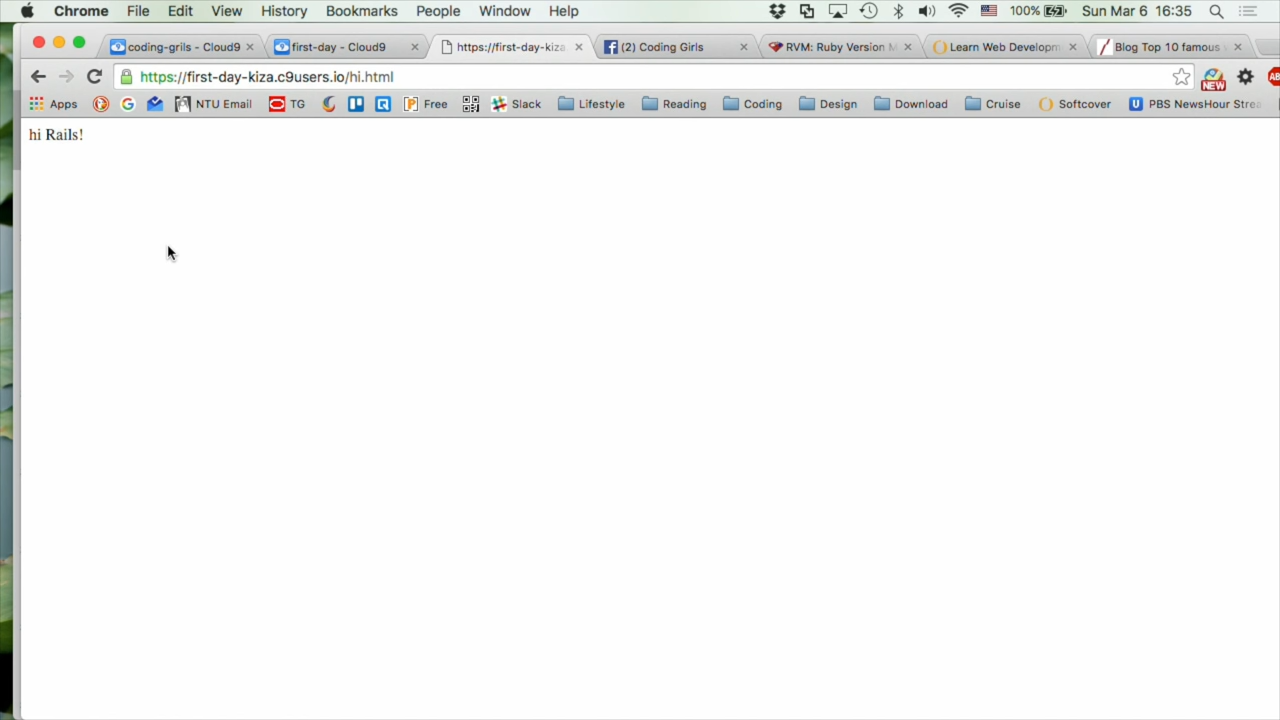 Chrome File Edit View History Bookmarks People Window Help 100% Sun Mar 6 16:35
coding-grils - Cloud9 first-day - Cloud9 https://first-day-kiza (2) Coding Girls RVM: Ruby Version M Learn Web Developm Blog Top 10 famous
https://first-day-kiza.c9users.io/hi.html NEW AB
Apps G NTU Email TG Free Slack Lifestyle Reading Coding Design Download Cruise Softcover U PBS NewsHour Strea
hi Rails!